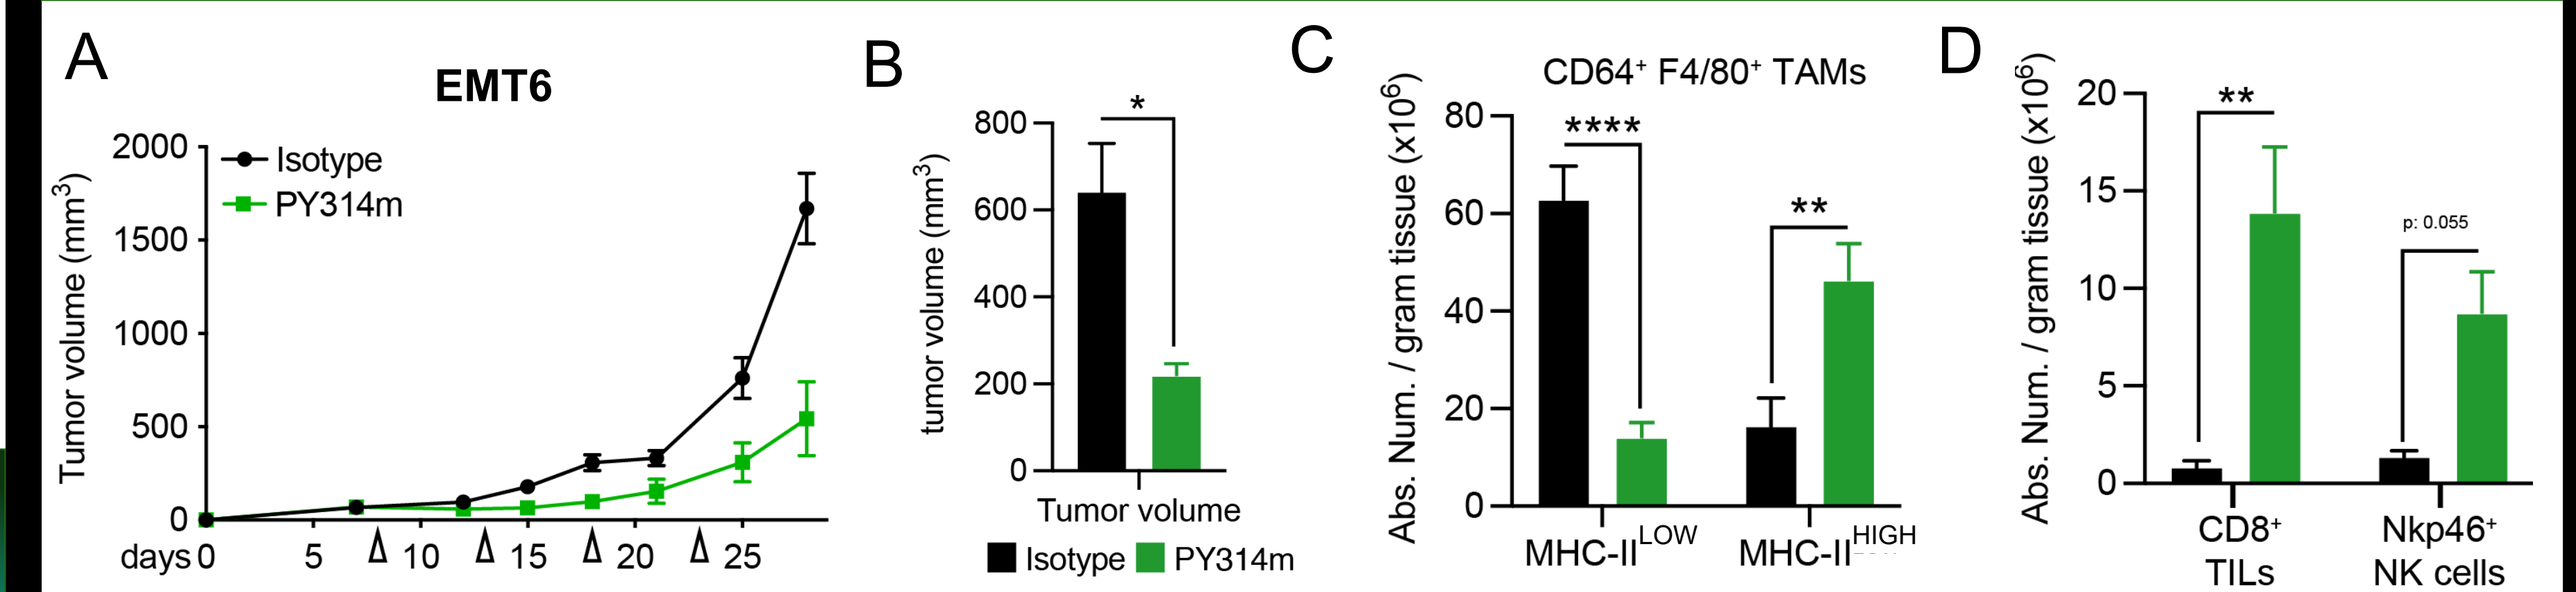 A
EMT6
Tumor volume (mm³)
2000
1500
1000
500
0
Isotype
PY314m
days 0 5 10 15 20 25
B
tumor volume (mm³)
800
600
400
200
0
*
Tumor volume
Isotype PY314m
C
CD64⁺ F4/80⁺ TAMs
Abs. Num. / gram tissue (x10⁶)
80
60
40
20
0
****
**
MHC-IIᴸᴼᵂ MHC-IIᴴᴵᴳᴴ
D
Abs. Num. / gram tissue (x10⁶)
20
15
10
5
0
**
p: 0.055
CD8⁺
TILs
Nkp46⁺
NK cells